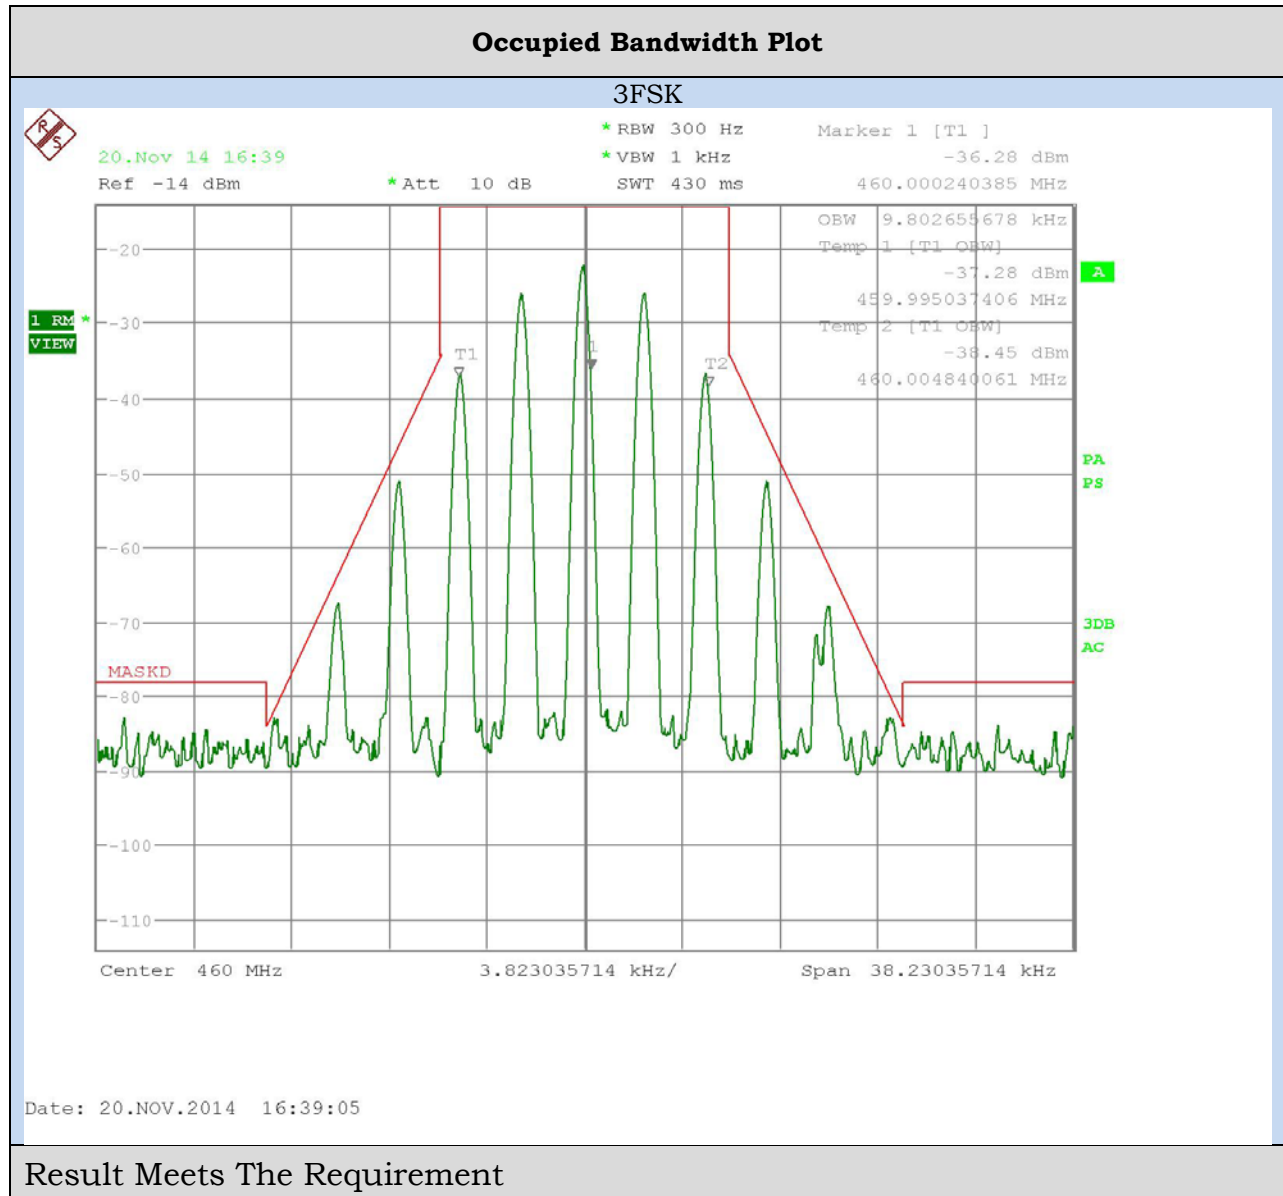 Occupied Bandwidth Plot
3FSK
R/S
* RBW 300 Hz Marker 1 [T1 ]
20.Nov 14 16:39 * VBW 1 kHz -36.28 dBm
Ref -14 dBm * Att 10 dB SWT 430 ms 460.000240385 MHz
OBW 9.802655678 kHz
-20 Temp 1 [T1 OBW]
-37.28 dBm A
459.995037406 MHz
1 RM * -30 Temp 2 [T1 OBW]
VIEW T1 1 T2 -38.45 dBm
460.004840061 MHz
-40
PA
-50
PS
-60
-70 3DB
AC
MASKD
-80
-90
-100
-110
Center 460 MHz 3.823035714 kHz/ Span 38.23035714 kHz
Date: 20.NOV.2014 16:39:05
Result Meets The Requirement